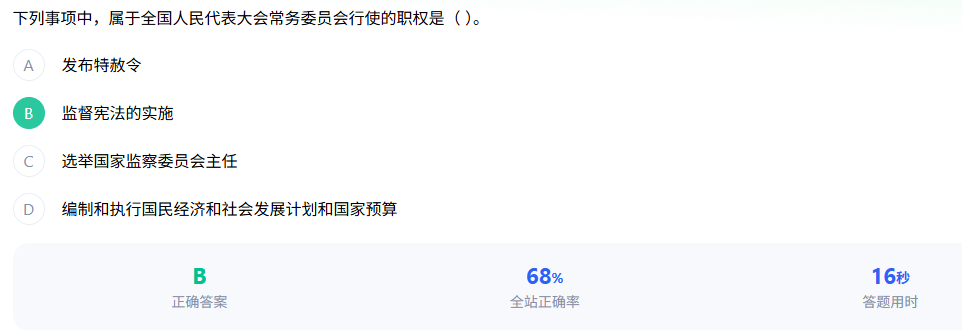 下列事项中，属于全国人民代表大会常务委员会行使的职权是（ ）。
A 发布特赦令
B 监督宪法的实施
C 选举国家监察委员会主任
D 编制和执行国民经济和社会发展计划和国家预算
B 68% 16秒
正确答案 全站正确率 答题用时